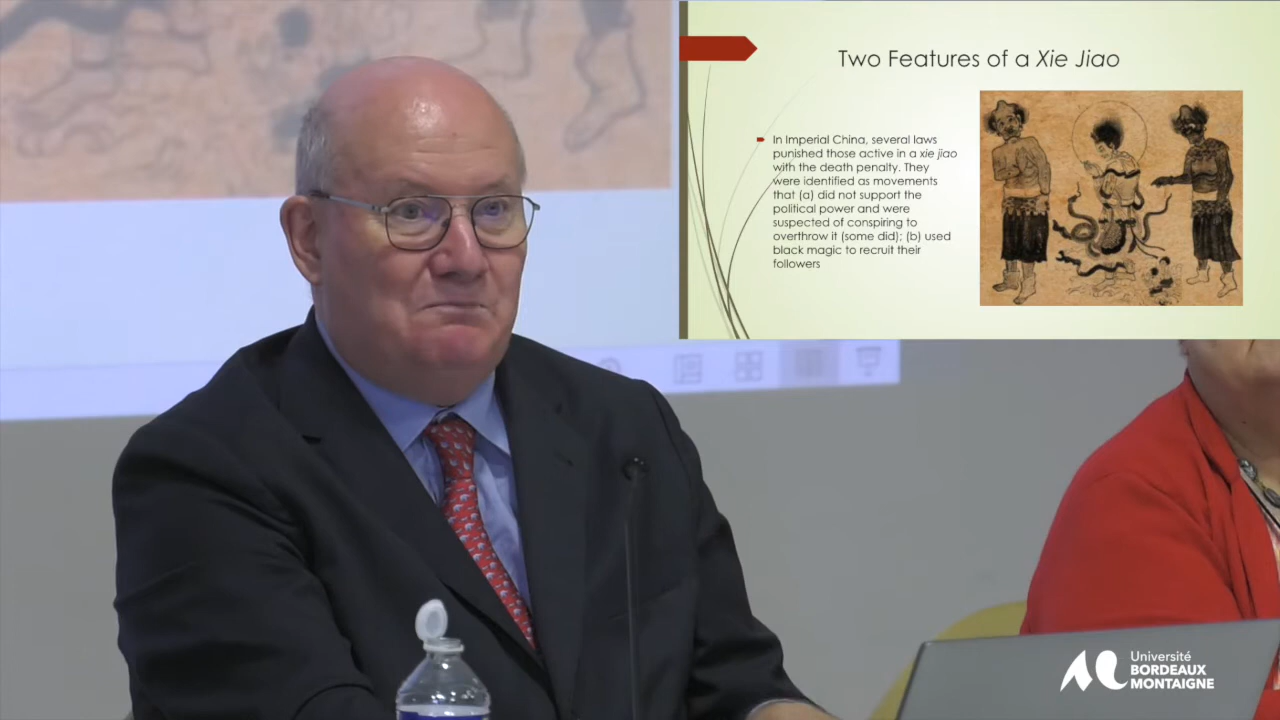 Two Features of a Xie Jiao
In Imperial China, several laws
punished those active in a xie jiao
with the death penalty. They
were identified as movements
that (a) did not support the
political power and were
suspected of conspiring to
overthrow it (some did); (b) used
black magic to recruit their
followers
Université
BORDEAUX
MONTAIGNE